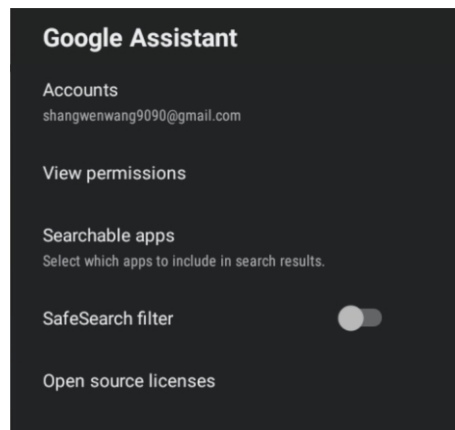 Google Assistant
Accounts
shangwenwang9090@gmail.com
View permissions
Searchable apps
Select which apps to include in search results.
SafeSearch filter
Open source licenses